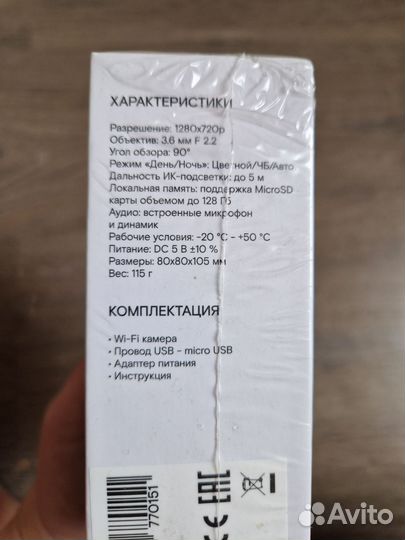 ХАРАКТЕРИСТИКИ
Разрешение: 1280x720p
Объектив: 3,6 мм F 2.2
Угол обзора: 90°
Режим «День/Ночь»: Цветной/ЧБ/Авто
Дальность ИК-подсветки: до 5 м
Локальная память: поддержка MicroSD
карты объемом до 128 Гб
Аудио: встроенные микрофон
и динамик
Рабочие условия: -20 °C - +50 °C
Питание: DC 5 В ±10 %
Размеры: 80x80x105 мм
Вес: 115 г
КОМПЛЕКТАЦИЯ
• Wi-Fi камера
• Провод USB - micro USB
• Адаптер питания
• Инструкция
770151
CE EAC
Avito